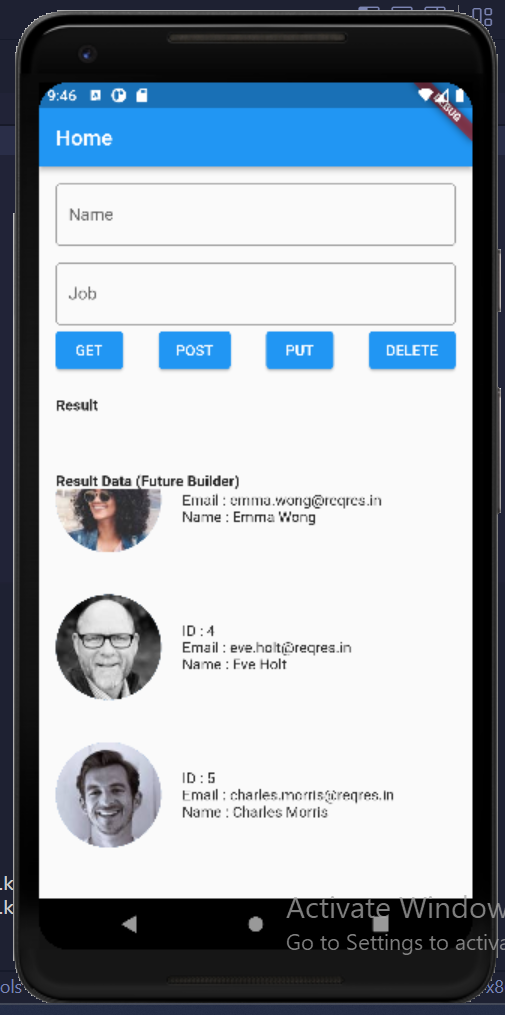 9:46
DEBUG
Home
Name
Job
GET POST PUT DELETE
Result
Result Data (Future Builder)
Email : emma.wong@reqres.in
Name : Emma Wong
ID : 4
Email : eve.holt@reqres.in
Name : Eve Holt
ID : 5
Email : charles.morris@reqres.in
Name : Charles Morris
.k
.k
Activate Window
Go to Settings to activa
ols
x8